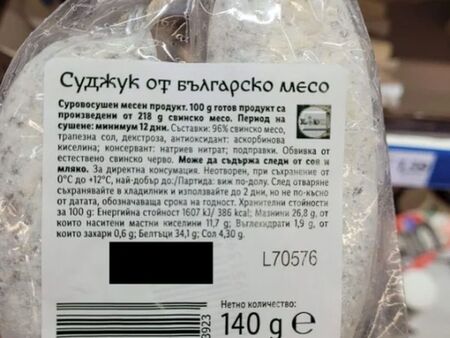 Суджук от българско месо
Суровосушен месен продукт. 100 g готов продукт са
произведени от 218 g свинско месо. Период на
сушене: минимум 12 дни. Съставки: 96% свинско месо,
трапезна сол, декстроза, антиоксидант: аскорбинова
киселина; консервант: натриев нитрат; подправки. Обвивка от
естествено свинско черво. Може да съдържа следи от соя и
мляко. За директна консумация. Неотворен, при съхранение от
0°C до +12°C, най-добър до:/Партида: виж по-долу. След отваряне
съхранявайте в хладилник и използвайте до 2 дни, но не по-късно
от датата, обозначаваща срока на годност. Хранителни стойности
за 100 g: Енергийна стойност 1607 kJ/ 386 kcal; Мазнини 26,8 g, от
които наситени мастни киселини 11,7 g; Въглехидрати 1,9 g, от
които захари 0,6 g; Белтъци 34,1 g; Сол 4,30 g.
L70576
Нетно количество:
140 g e
3923